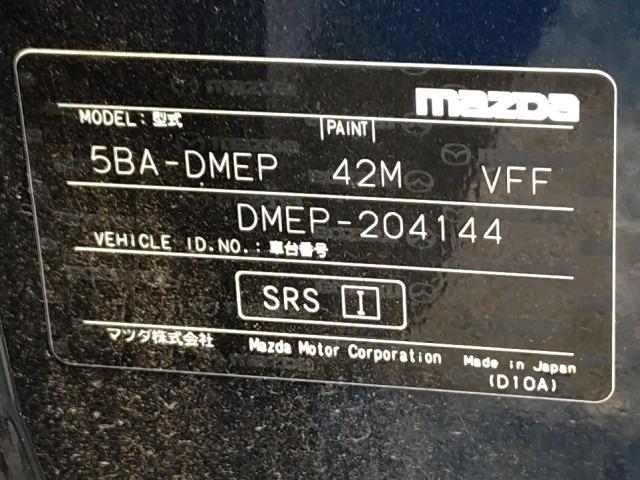 mazda
MODEL: 型式 |PAINT|
5BA-DMEP 42M VFF
DMEP-204144
VEHICLE ID.NO.: 車台番号
SRS I
マツダ株式会社 Mazda Motor Corporation Made in Japan
(D10A)